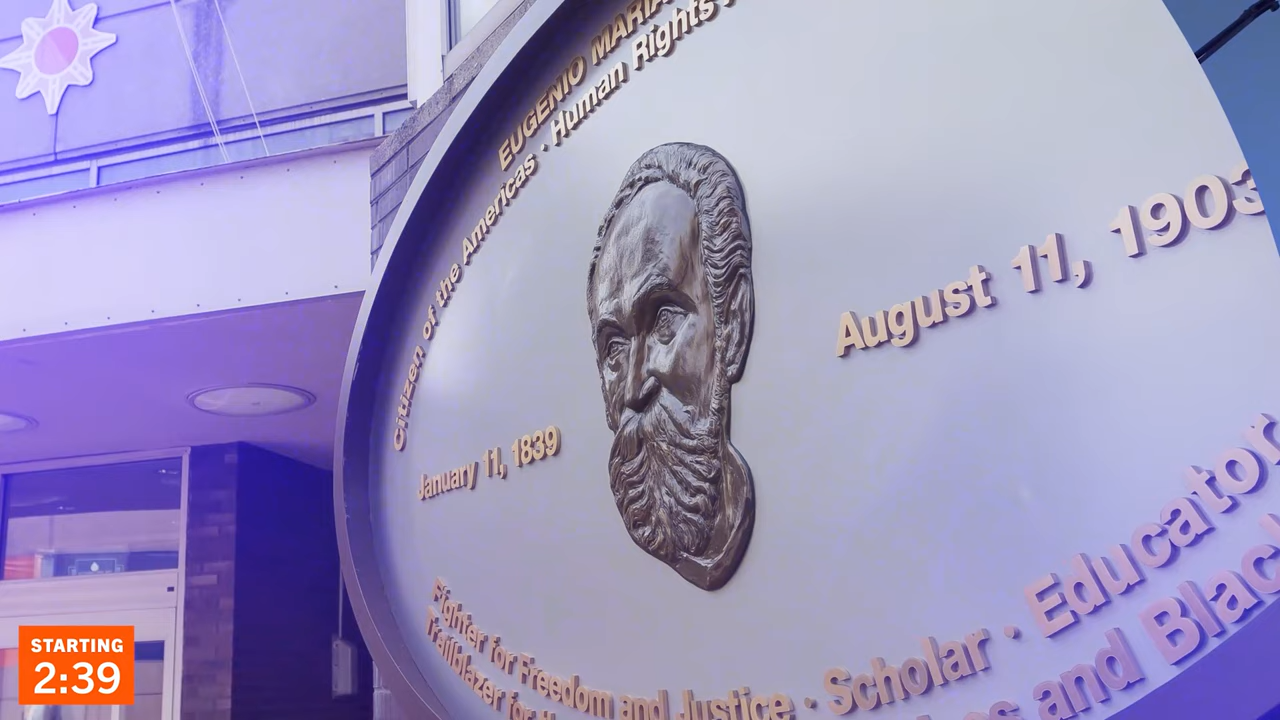 EUGENIO MARIA
Citizen of the Americas · Human Rights
January 11, 1839
August 11, 1903
Fighter for Freedom and Justice · Scholar · Educator
Trailblazer for
and Black
STARTING
2:39